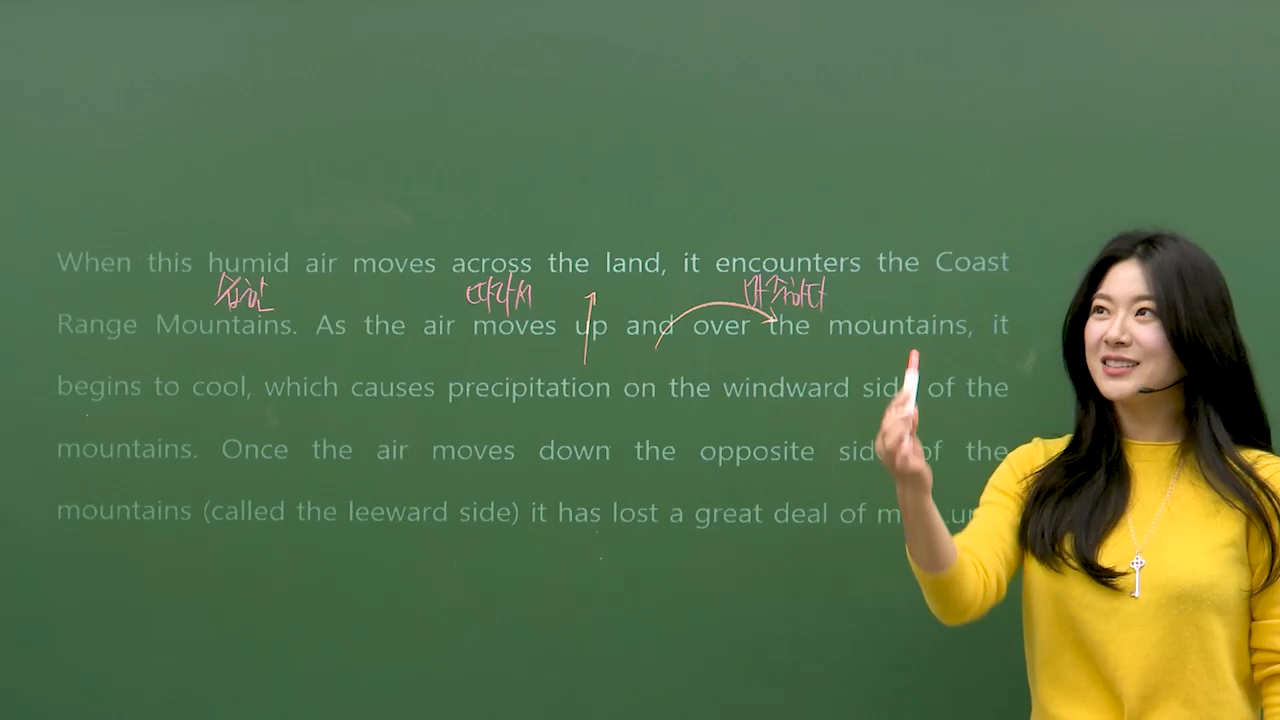 When this humid air moves across the land, it encounters the Coast
습한 따라서 마주하다
Range Mountains. As the air moves up and over the mountains, it
begins to cool, which causes precipitation on the windward side of the
mountains. Once the air moves down the opposite side of the
mountains (called the leeward side) it has lost a great deal of